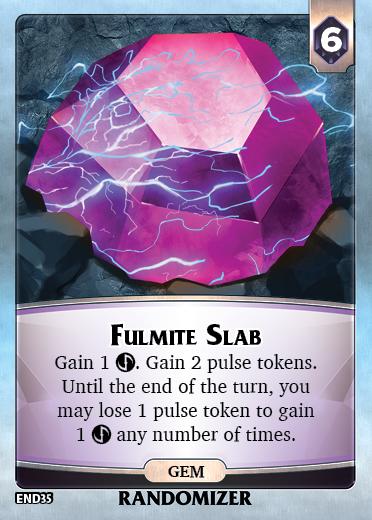 6
FULMITE SLAB
Gain 1 . Gain 2 pulse tokens.
Until the end of the turn, you
may lose 1 pulse token to gain
1 any number of times.
GEM
END35
RANDOMIZER